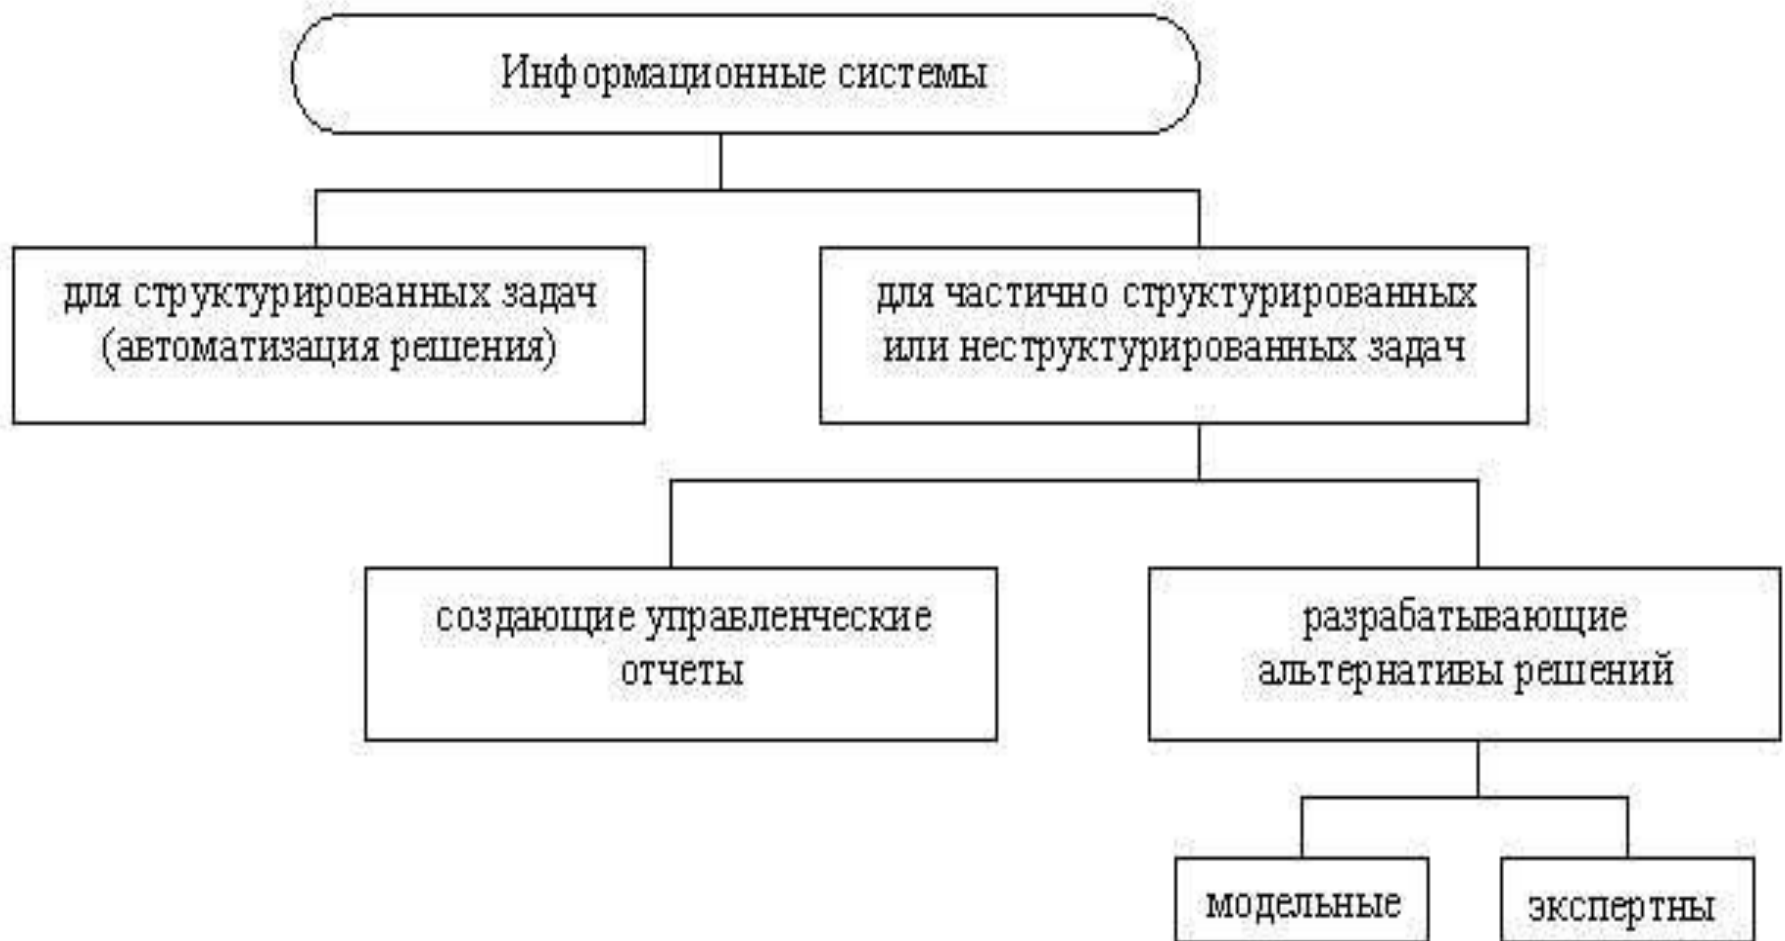 Информационные системы
для структурированных задач
(автоматизация решения)
для частично структурированных
или неструктурированных задач
создающие управленческие
отчеты
разрабатывающие
альтернативы решений
модельные
экспертны